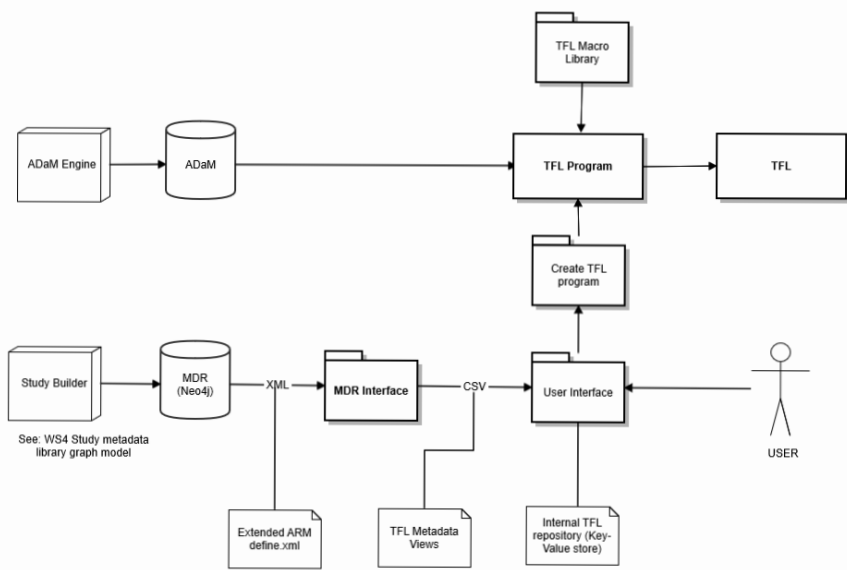 TFL Macro
Library
ADaM Engine
ADaM
TFL Program
TFL
Create TFL
program
Study Builder
MDR
(Neo4j)
XML
MDR Interface
CSV
User Interface
USER
See: WS4 Study metadata
library graph model
Extended ARM
define.xml
TFL Metadata
Views
Internal TFL
repository (Key-
Value store)